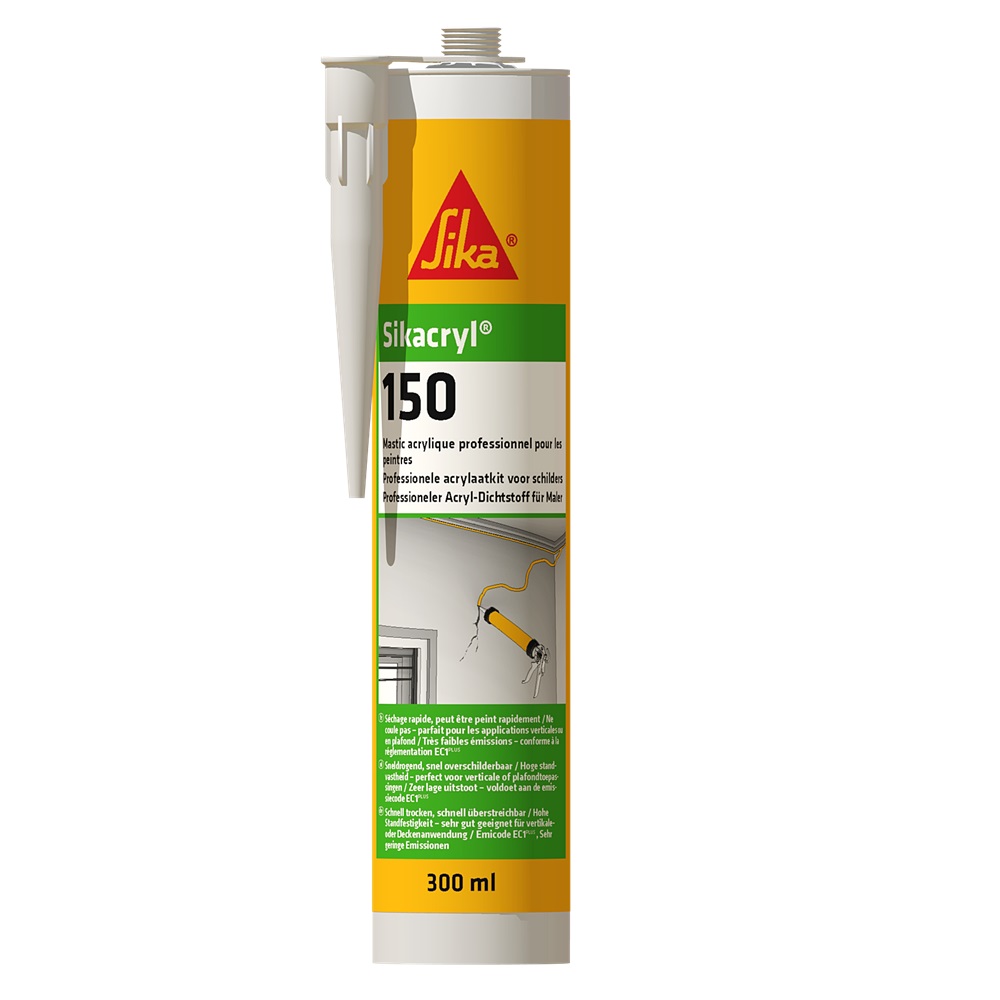 Sika®
Sikacryl®
150
Mastic acrylique professionnel pour les
peintres
Professionele acrylaatkit voor schilders
Professioneler Acryl-Dichtstoff für Maler
Séchage rapide, peut être peint rapidement / Ne
coule pas – parfait pour les applications verticales ou
en plafond / Très faibles émissions – conforme à la
réglementation EC1PLUS
Sneldrogend, snel overschilderbaar / Hoge stand-
vastheid – perfect voor verticale of plafondtoepas-
singen / Zeer lage uitstoot – voldoet aan de emis-
siecode EC1PLUS
Schnell trocken, schnell überstreichbar / Hohe
Standfestigkeit – sehr gut geeignet für vertikale-
oder Deckenanwendung / Emicode EC1PLUS, Sehr
geringe Emissionen
300 ml